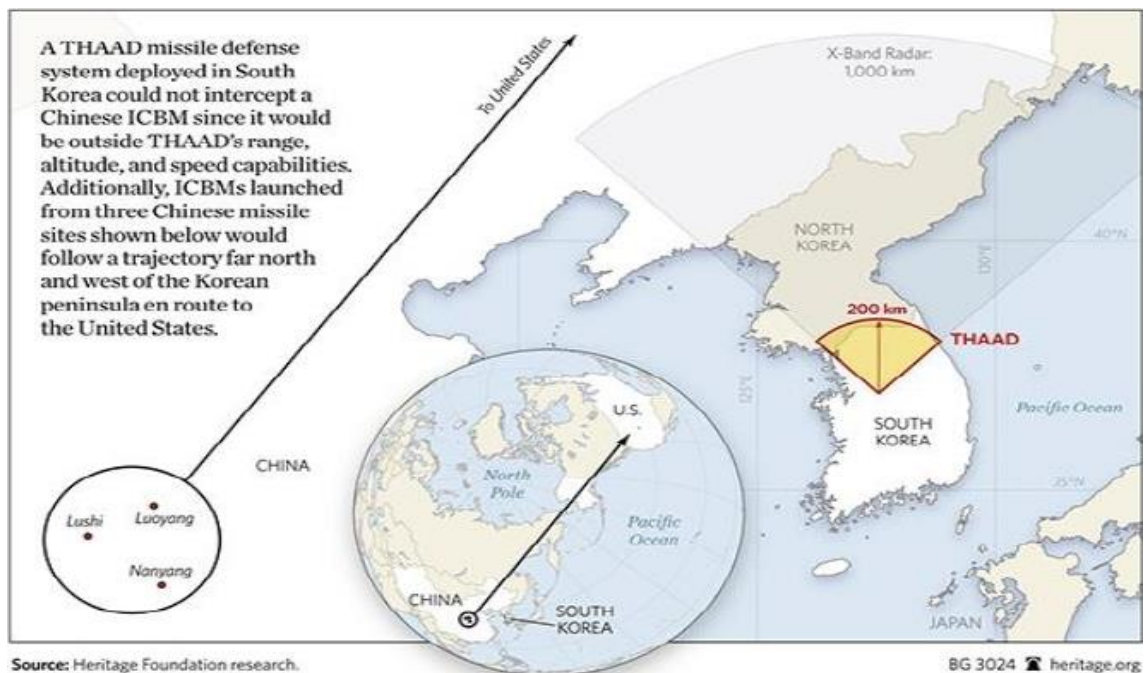 A THAAD missile defense
system deployed in South
Korea could not intercept a
Chinese ICBM since it would
be outside THAAD's range,
altitude, and speed capabilities.
Additionally, ICBMs launched
from three Chinese missile
sites shown below would
follow a trajectory far north
and west of the Korean
peninsula en route to
the United States.
To United States
X-Band Radar:
1,000 km
NORTH
KOREA
40°N
130°E
200 km
THAAD
125°E
SOUTH
KOREA
Pacific Ocean
35°N
JAPAN
CHINA
Lushi
Luoyang
Nanyang
U.S.
North
Pole
Pacific
Ocean
CHINA
SOUTH
KOREA
Source: Heritage Foundation research.
BG 3024 heritage.org